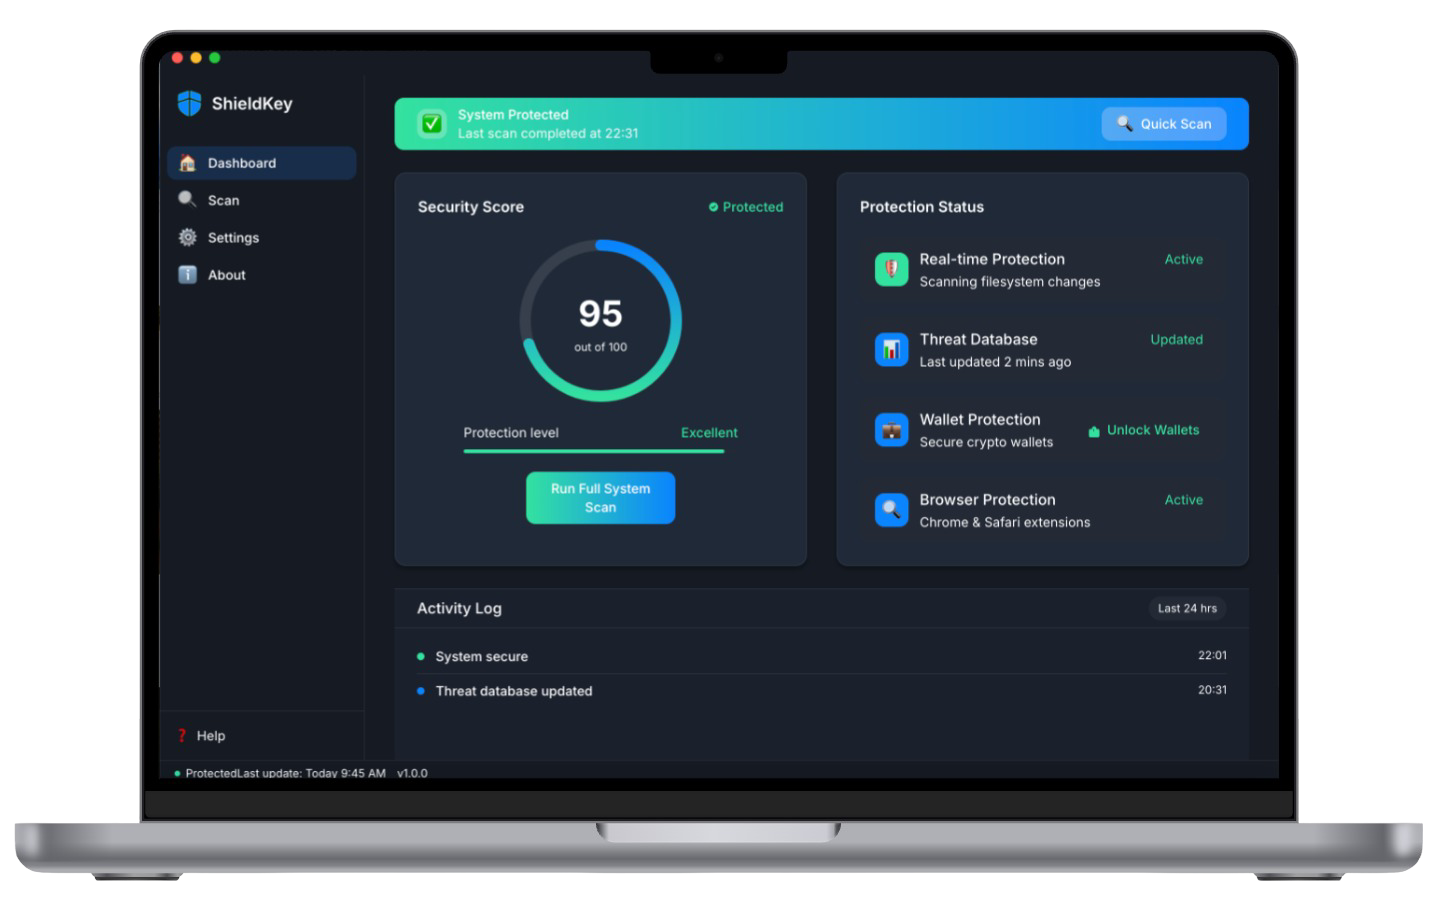 ShieldKey
Dashboard
Scan
Settings
About
Help
System Protected
Last scan completed at 22:31
Quick Scan
Security Score
Protected
95
out of 100
Protection level
Excellent
Run Full System
Scan
Protection Status
Real-time Protection
Active
Scanning filesystem changes
Threat Database
Updated
Last updated 2 mins ago
Wallet Protection
Unlock Wallets
Secure crypto wallets
Browser Protection
Active
Chrome & Safari extensions
Activity Log
Last 24 hrs
System secure
22:01
Threat database updated
20:31
ProtectedLast update: Today 9:45 AM v1.0.0